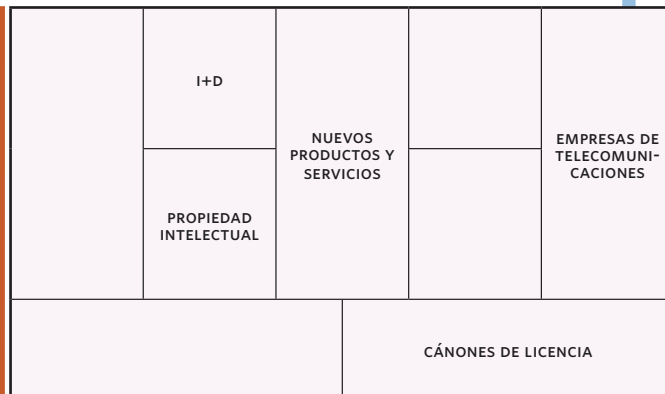 I+D
PROPIEDAD
INTELECTUAL
NUEVOS
PRODUCTOS Y
SERVICIOS
EMPRESAS DE
TELECOMUNI-
CACIONES
CÁNONES DE LICENCIA